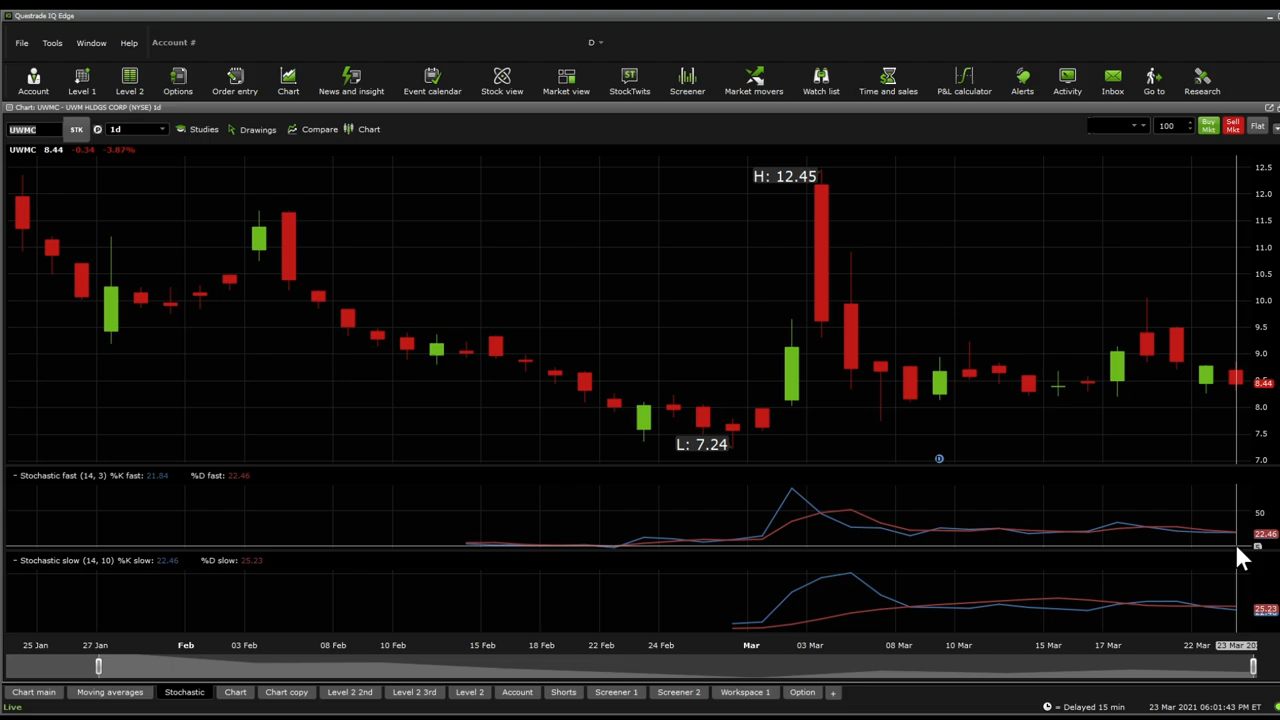 Questrade IQ Edge
File Tools Window Help Account # D
Account Level 1 Level 2 Options Order entry Chart News and insight Event calendar Stock view Market view StockTwits Screener Market movers Watch list Time and sales P&L calculator Alerts Activity Inbox Go to Research
Chart: UWMC - UWM HLDGS CORP (NYSE) 1d
UWMC STK 1d Studies Drawings Compare Chart 100 Buy Mkt Sell Mkt Flat
UWMC 8.44 -0.34 -3.87%
H: 12.45
12.5
12.0
11.5
11.0
10.5
10.0
9.5
9.0
8.5
8.44
8.0
7.5
L: 7.24
7.0
- Stochastic fast (14, 3) %K fast: 21.84 %D fast: 22.46
50
22.46
- Stochastic slow (14, 10) %K slow: 22.46 %D slow: 25.23
25.23
25 Jan 27 Jan Feb 03 Feb 08 Feb 10 Feb 15 Feb 18 Feb 22 Feb 24 Feb Mar 03 Mar 08 Mar 10 Mar 15 Mar 17 Mar 22 Mar 23 Mar 202
Chart main Moving averages Stochastic Chart Chart copy Level 2 2nd Level 2 3rd Level 2 Account Shorts Screener 1 Screener 2 Workspace 1 Option +
Live = Delayed 15 min 23 Mar 2021 06:01:43 PM ET